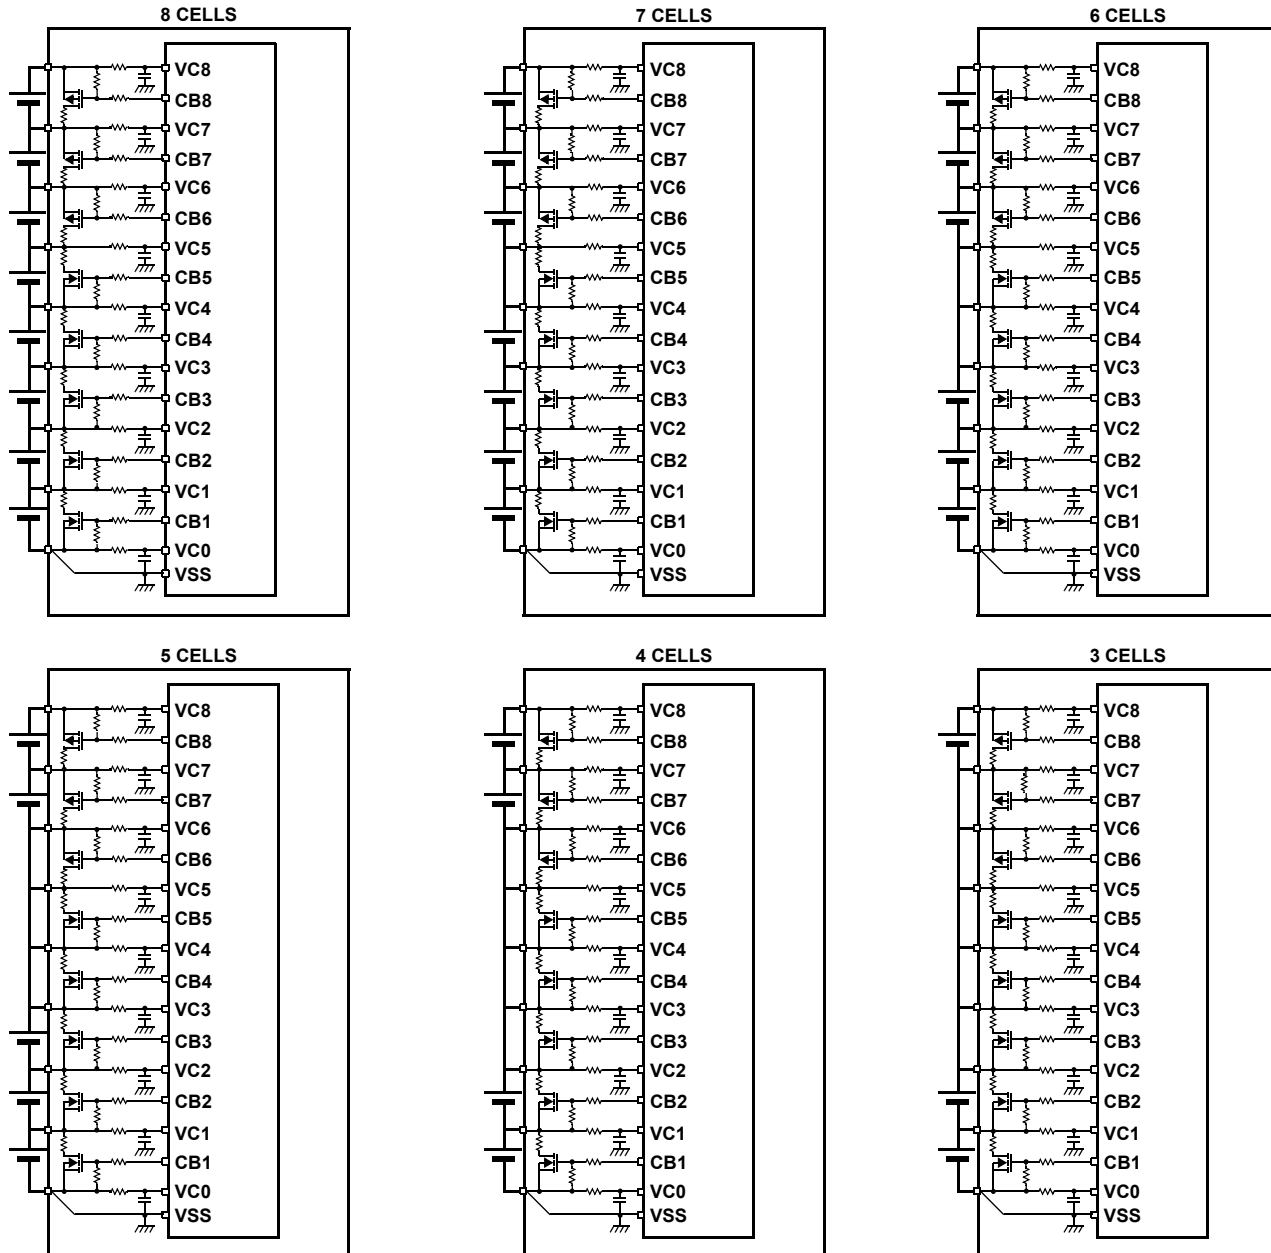 8 CELLS
VC8
CB8
VC7
CB7
VC6
CB6
VC5
CB5
VC4
CB4
VC3
CB3
VC2
CB2
VC1
CB1
VC0
VSS
7 CELLS
VC8
CB8
VC7
CB7
VC6
CB6
VC5
CB5
VC4
CB4
VC3
CB3
VC2
CB2
VC1
CB1
VC0
VSS
6 CELLS
VC8
CB8
VC7
CB7
VC6
CB6
VC5
CB5
VC4
CB4
VC3
CB3
VC2
CB2
VC1
CB1
VC0
VSS
5 CELLS
VC8
CB8
VC7
CB7
VC6
CB6
VC5
CB5
VC4
CB4
VC3
CB3
VC2
CB2
VC1
CB1
VC0
VSS
4 CELLS
VC8
CB8
VC7
CB7
VC6
CB6
VC5
CB5
VC4
CB4
VC3
CB3
VC2
CB2
VC1
CB1
VC0
VSS
3 CELLS
VC8
CB8
VC7
CB7
VC6
CB6
VC5
CB5
VC4
CB4
VC3
CB3
VC2
CB2
VC1
CB1
VC0
VSS